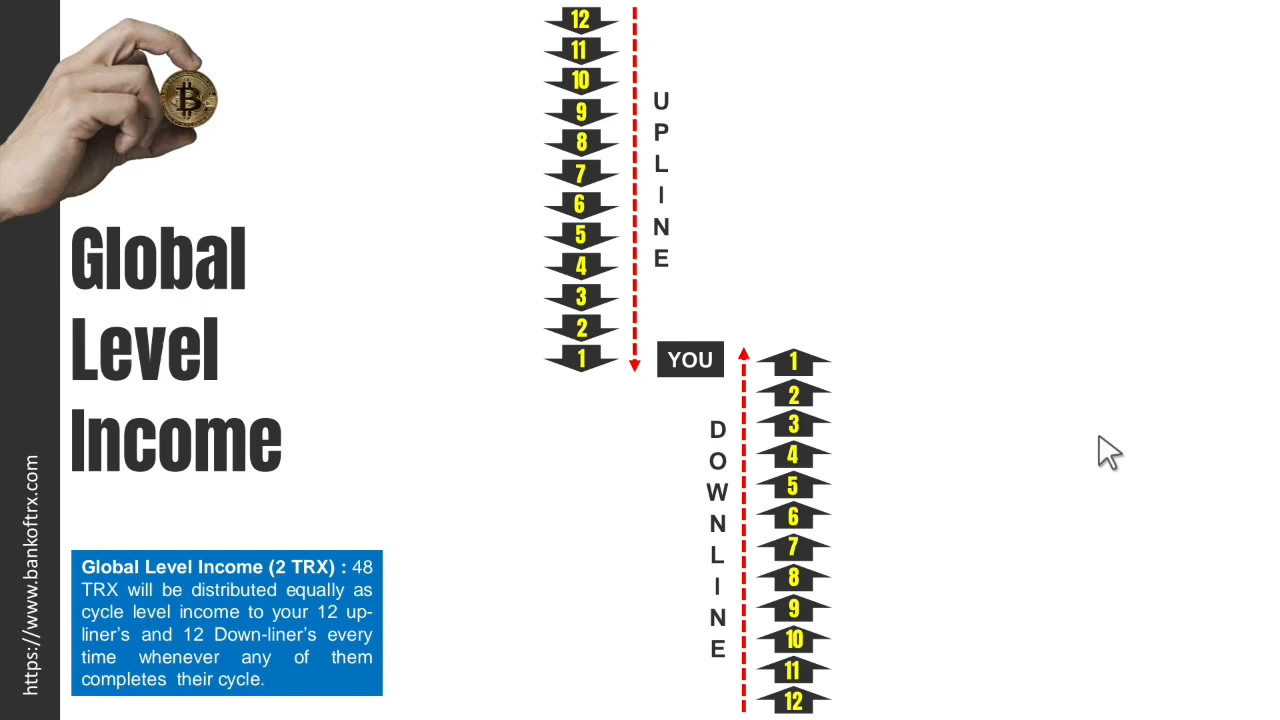 12
11
10
9
8
7
6
5
4
3
2
1
U
P
L
I
N
E
Global
Level
Income
YOU
1
2
3
4
5
6
7
8
9
10
11
12
D
O
W
N
L
I
N
E
Global Level Income (2 TRX) : 48
TRX will be distributed equally as
cycle level income to your 12 up-
liner's and 12 Down-liner's every
time whenever any of them
completes their cycle.
https://www.bankoftrx.com